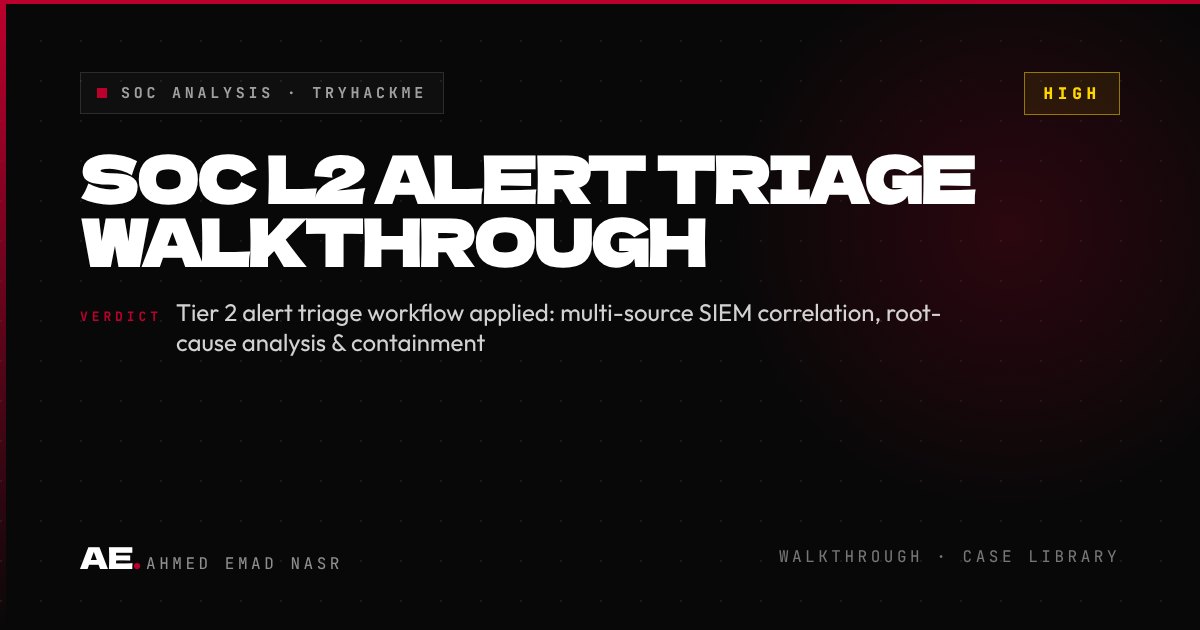 SOC ANALYSIS · TRYHACKME
HIGH
SOC L2 ALERT TRIAGE
WALKTHROUGH
VERDICT
Tier 2 alert triage workflow applied: multi-source SIEM correlation, root-
cause analysis & containment
AE. AHMED EMAD NASR
WALKTHROUGH · CASE LIBRARY